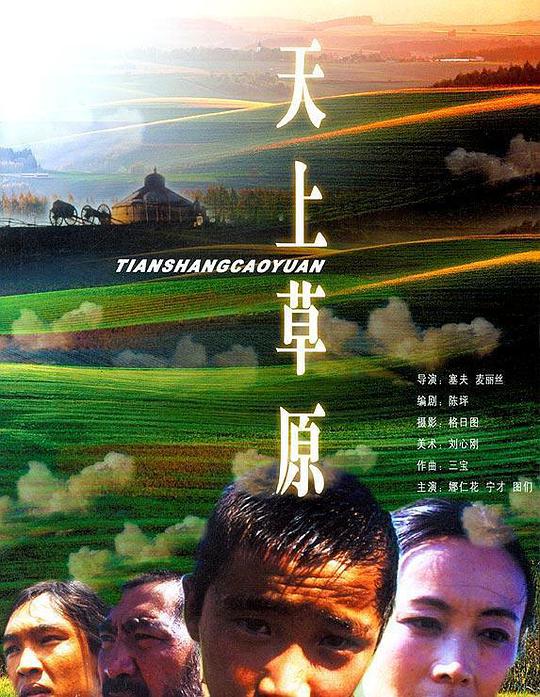 天上草原
TIANSHANGCAOYUAN
导演：塞夫 麦丽丝
编剧：陈坪
摄影：格日图
美术：刘心刚
作曲：三宝
主演：娜仁花 宁才 图们